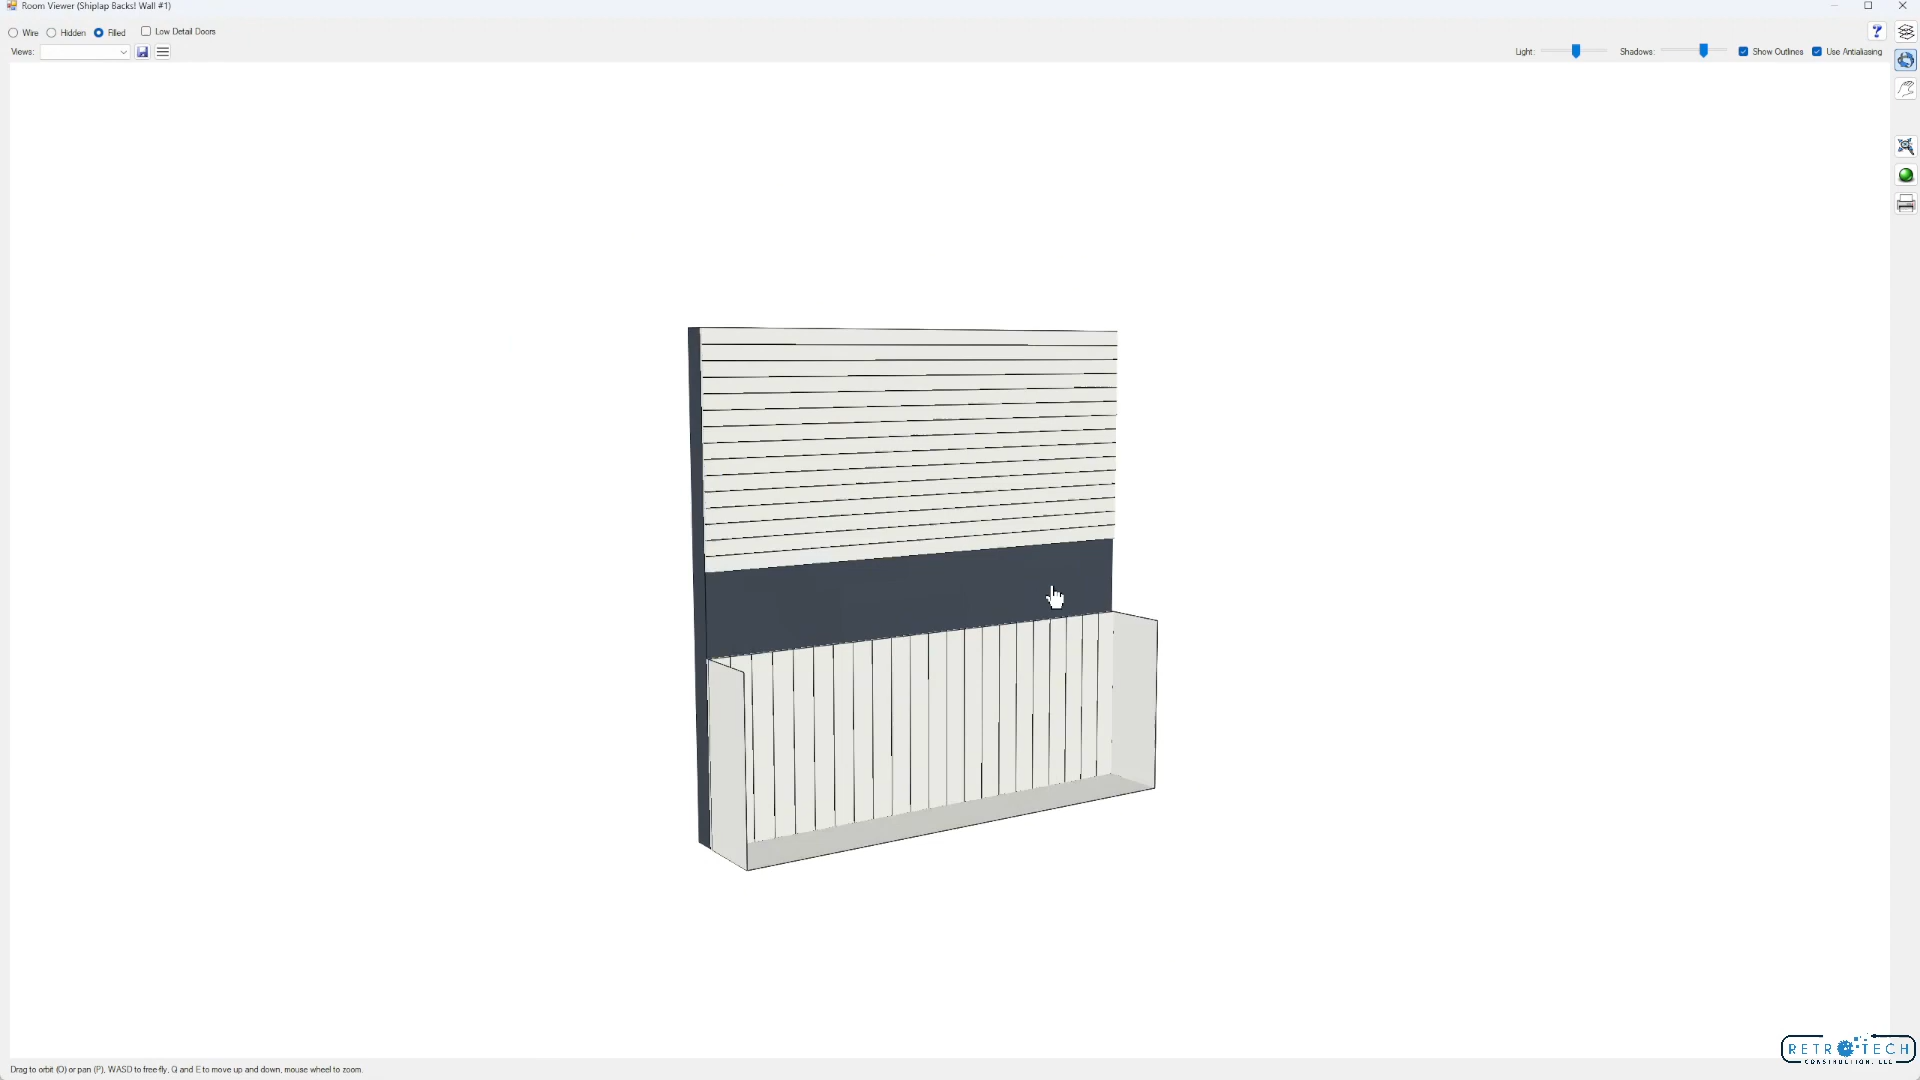 Room Viewer (Shiplap Backs! Wall #1)
Wire Hidden Filled Low Detail Doors
Views: Light: Shadows: Show Outlines Use Antialiasing
?
RETROTECH
CONSTRUCTION, LLC
Drag to orbit (O) or pan (P), WASD to free-fly, Q and E to move up and down, mouse wheel to zoom.